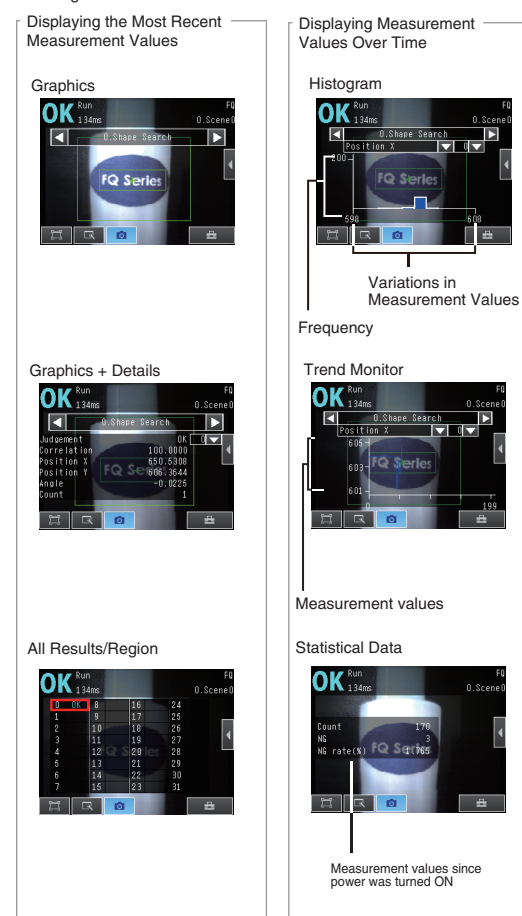 Displaying the Most Recent
Measurement Values
Graphics
OK
Run
134ms
FQ
0.Scene0
0.Shape Search
FQ Series
Graphics + Details
OK
Run
134ms
FQ
0.Scene0
0.Shape Search
Judgement OK 0
Correlation 100.0000
Position X 650.5308
Position Y 606.3644
Angle -0.0225
Count 1
FQ Series
All Results/Region
OK
Run
134ms
FQ
0.Scene0
0 OK 8 16 24
1 9 17 25
2 10 18 26
3 11 19 27
4 12 20 28
5 13 21 29
6 14 22 30
7 15 23 31
Displaying Measurement
Values Over Time
Histogram
OK
Run
134ms
FQ
0.Scene0
0.Shape Search
Position X 0
200
FQ Series
598 608
Variations in
Measurement Values
Frequency
Trend Monitor
OK
Run
134ms
FQ
0.Scene0
0.Shape Search
Position X 0
605
603
FQ Series
601
0 199
Measurement values
Statistical Data
OK
Run
134ms
FQ
0.Scene0
Count 170
NG 3
NG rate(%) 1.765
FQ Series
Measurement values since
power was turned ON